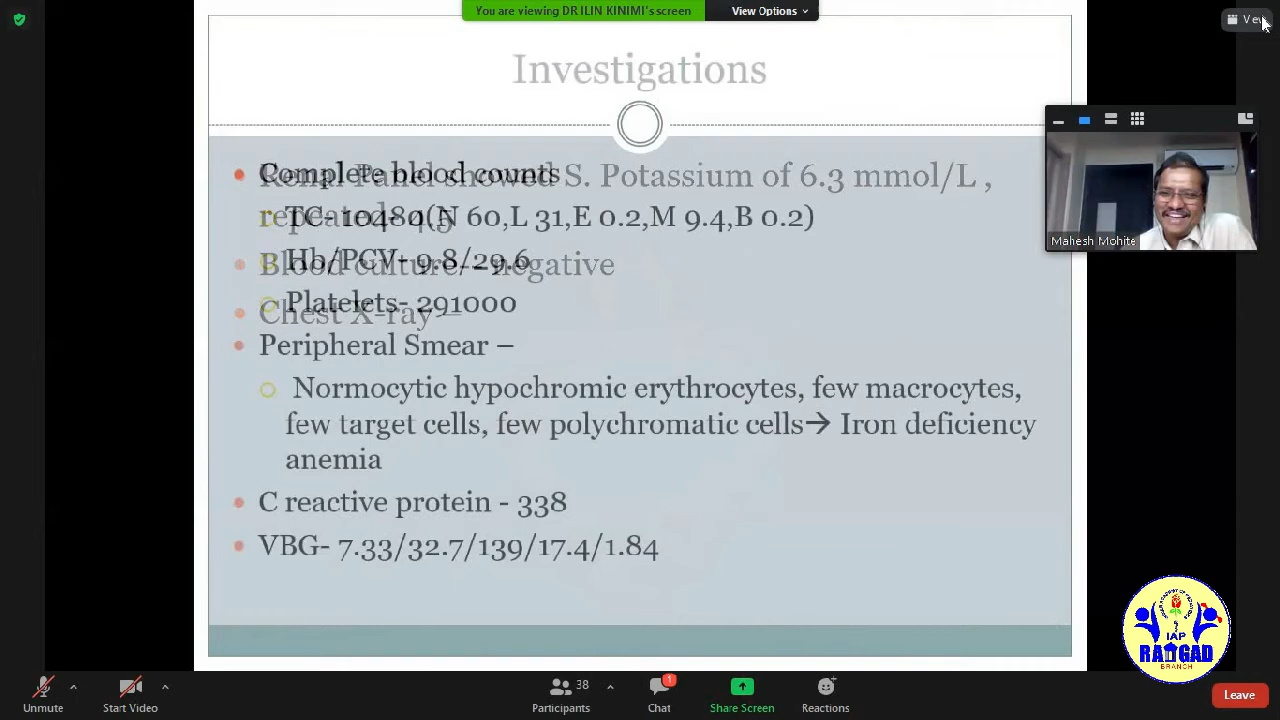 You are viewing DR ILIN KINIMI's screen
View Options
View
Investigations
Complete blood counts
Renal Panel showed S. Potassium of 6.3 mmol/L ,
TC- 10480(N 60,L 31,E 0.2,M 9.4,B 0.2)
Hb/PCV- 9.8/29.6
Blood culture – negative
Platelets- 291000
Chest X-ray –
Peripheral Smear –
Normocytic hypochromic erythrocytes, few macrocytes,
few target cells, few polychromatic cells→ Iron deficiency
anemia
C reactive protein - 338
VBG- 7.33/32.7/139/17.4/1.84
Mahesh Mohite
IAP
RAIGAD
BRANCH
Unmute
Start Video
38
Participants
1
Chat
Share Screen
Reactions
Leave